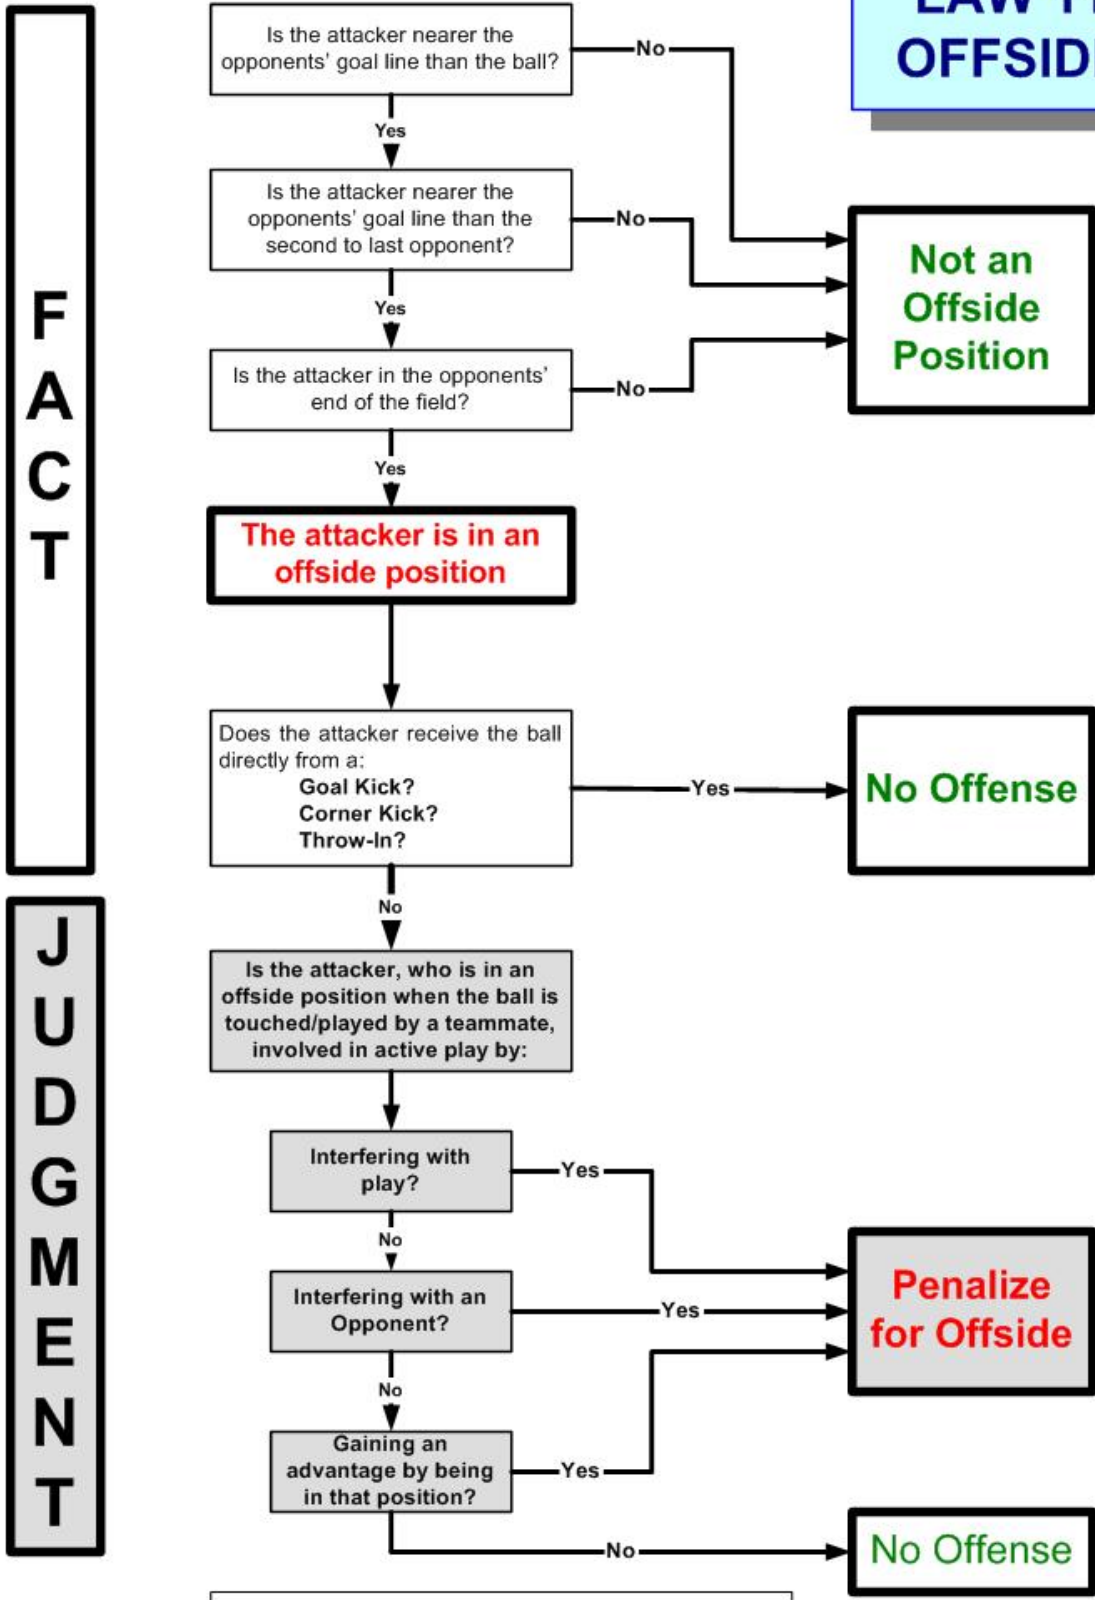 OFFSIDE
F
A
C
T
Is the attacker nearer the
opponents' goal line than the ball?
No
Yes
Is the attacker nearer the
opponents' goal line than the
second to last opponent?
No
Not an
Offside
Position
Yes
Is the attacker in the opponents'
end of the field?
No
Yes
The attacker is in an
offside position
Does the attacker receive the ball
directly from a:
Goal Kick?
Corner Kick?
Throw-In?
Yes
No Offense
No
J
U
D
G
M
E
N
T
Is the attacker, who is in an
offside position when the ball is
touched/played by a teammate,
involved in active play by:
Interfering with
play?
Yes
No
Interfering with an
Opponent?
Yes
Penalize
for Offside
No
Gaining an
advantage by being
in that position?
Yes
No
No Offense